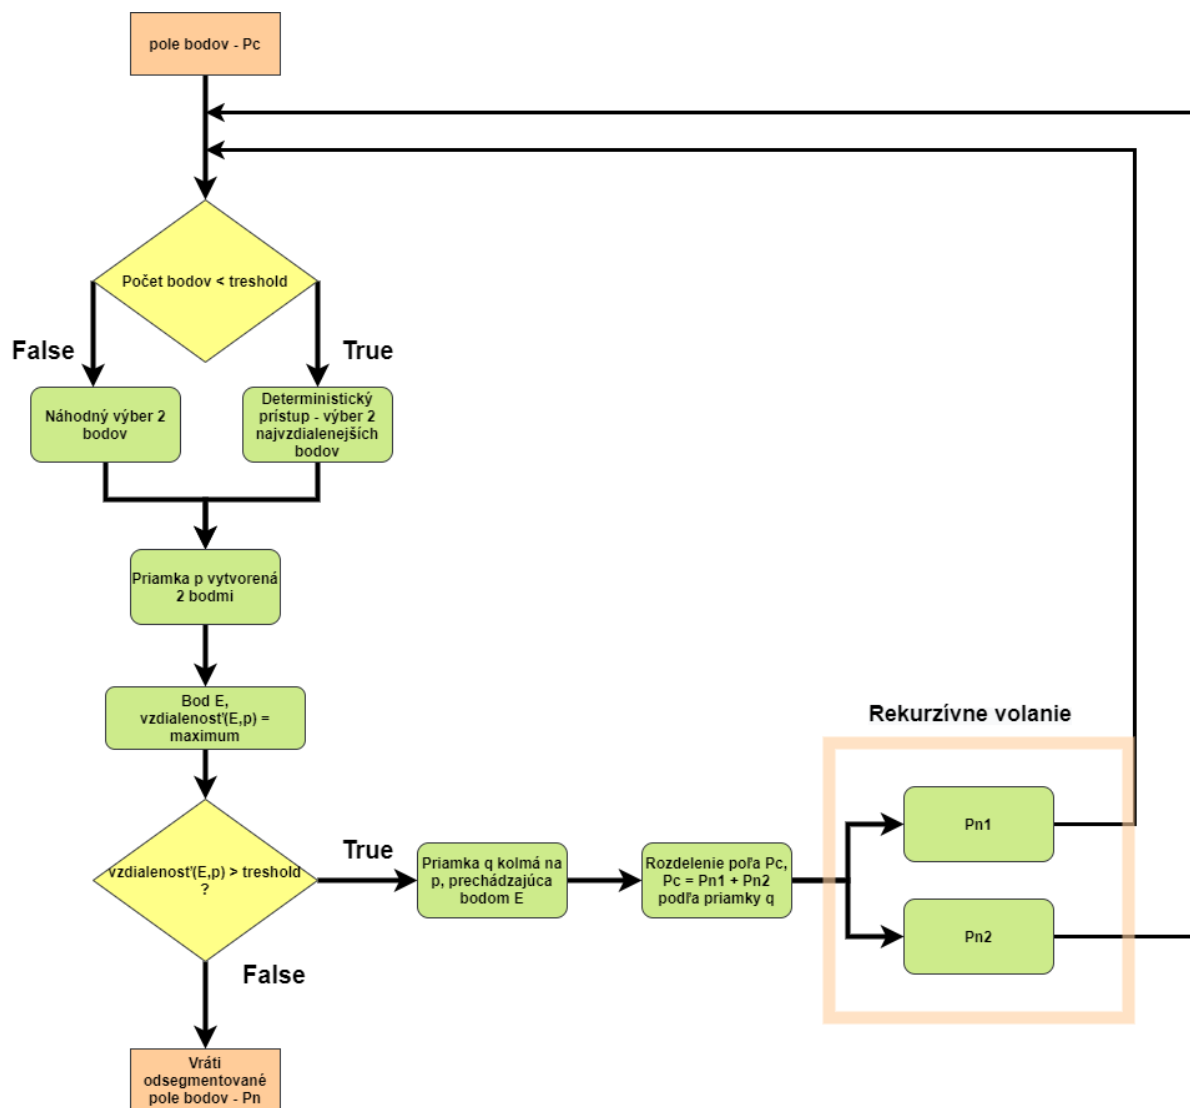 pole bodov - Pc
Počet bodov < treshold
False
True
Náhodný výber 2
bodov
Deterministický
prístup - výber 2
najvzdialenejších
bodov
Priamka p vytvorená
2 bodmi
Bod E,
vzdialenosť(E,p) =
maximum
vzdialenosť(E,p) > treshold
?
True
False
Priamka q kolmá na
p, prechádzajúca
bodom E
Rozdelenie poľa Pc,
Pc = Pn1 + Pn2
podľa priamky q
Rekurzívne volanie
Pn1
Pn2
Vráti
odsegmentované
pole bodov - Pn